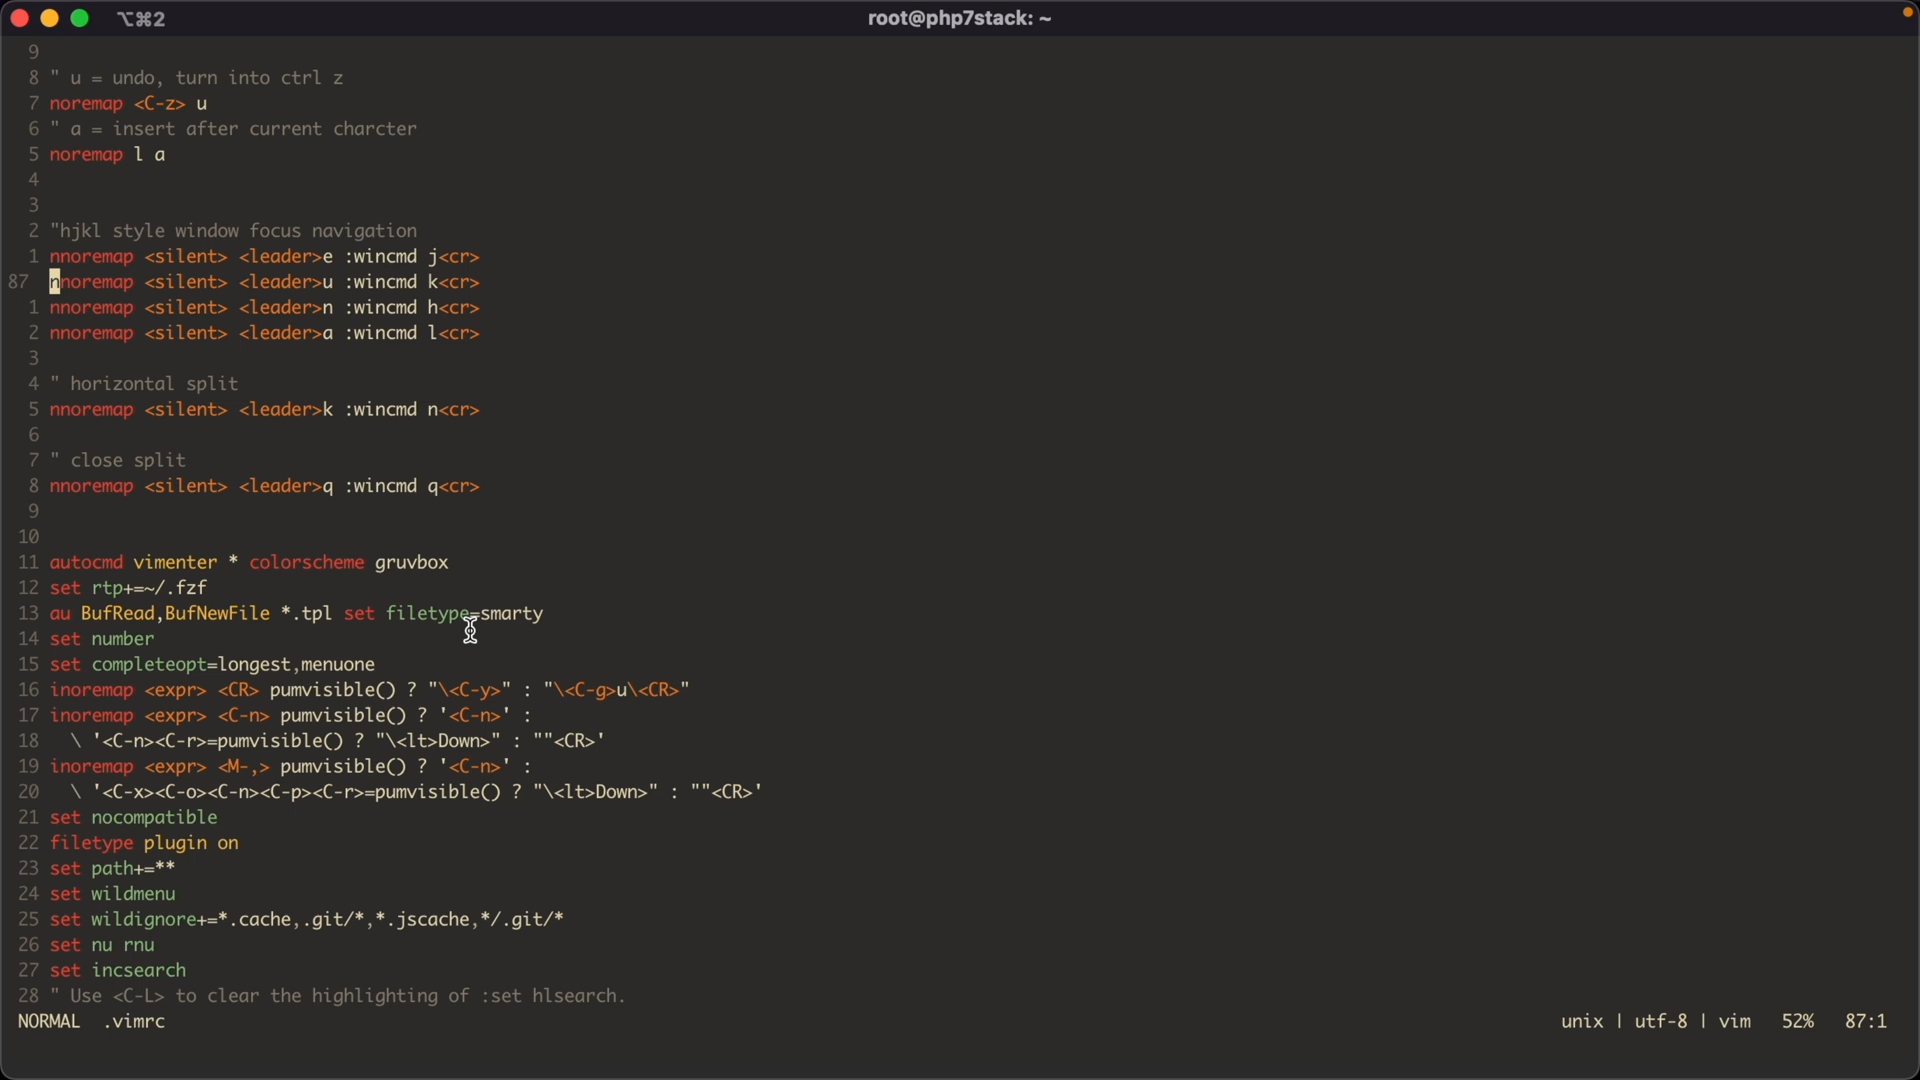 ⌥⌘2
root@php7stack: ~
9
8 " u = undo, turn into ctrl z
7 noremap <C-z> u
6 " a = insert after current charcter
5 noremap l a
4
3
2 "hjkl style window focus navigation
1 nnoremap <silent> <leader>e :wincmd j<cr>
87 nnoremap <silent> <leader>u :wincmd k<cr>
1 nnoremap <silent> <leader>n :wincmd h<cr>
2 nnoremap <silent> <leader>a :wincmd l<cr>
3
4 " horizontal split
5 nnoremap <silent> <leader>k :wincmd n<cr>
6
7 " close split
8 nnoremap <silent> <leader>q :wincmd q<cr>
9
10
11 autocmd vimenter * colorscheme gruvbox
12 set rtp+=~/.fzf
13 au BufRead,BufNewFile *.tpl set filetype=smarty
14 set number
15 set completeopt=longest,menuone
16 inoremap <expr> <CR> pumvisible() ? "\<C-y>" : "\<C-g>u\<CR>"
17 inoremap <expr> <C-n> pumvisible() ? '<C-n>' :
18   \ '<C-n><C-r>=pumvisible() ? "\<lt>Down>" : ""<CR>'
19 inoremap <expr> <M-,> pumvisible() ? '<C-n>' :
20   \ '<C-x><C-o><C-n><C-p><C-r>=pumvisible() ? "\<lt>Down>" : ""<CR>'
21 set nocompatible
22 filetype plugin on
23 set path+=**
24 set wildmenu
25 set wildignore+=*.cache,.git/*,*.jscache,*/.git/*
26 set nu rnu
27 set incsearch
28 " Use <C-L> to clear the highlighting of :set hlsearch.
NORMAL .vimrc unix | utf-8 | vim 52% 87:1